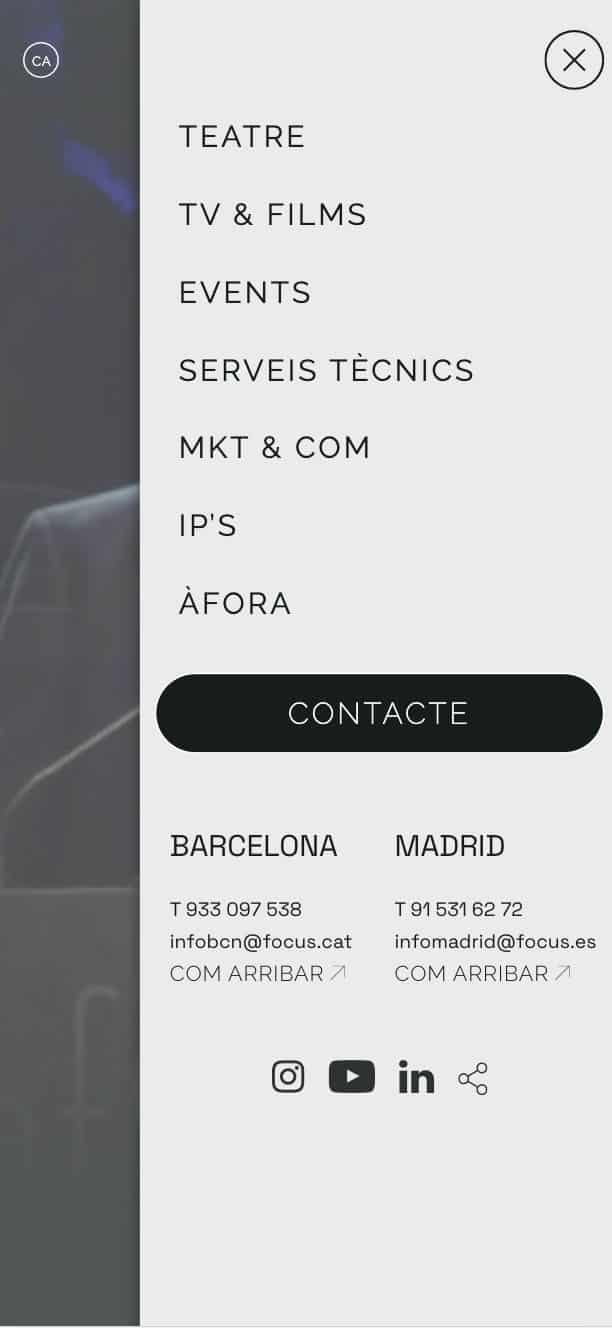 CA
TEATRE
TV & FILMS
EVENTS
SERVEIS TÈCNICS
MKT & COM
IP'S
ÀFORA
CONTACTE
BARCELONA
T 933 097 538
infobcn@focus.cat
COM ARRIBAR
MADRID
T 91 531 62 72
infomadrid@focus.es
COM ARRIBAR
in
f